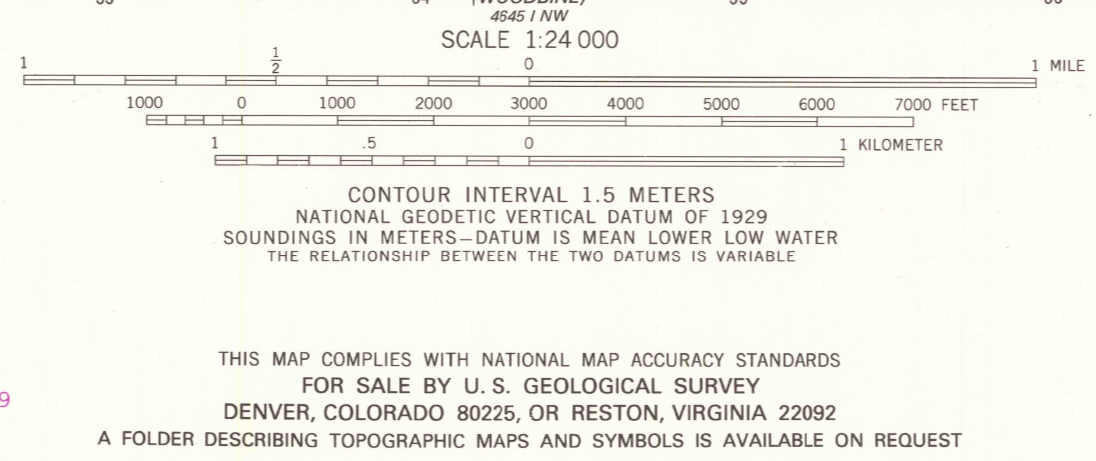 4645 I NW
SCALE 1:24 000
1 1/2 0 1 MILE
1000 0 1000 2000 3000 4000 5000 6000 7000 FEET
1 .5 0 1 KILOMETER
CONTOUR INTERVAL 1.5 METERS
NATIONAL GEODETIC VERTICAL DATUM OF 1929
SOUNDINGS IN METERS—DATUM IS MEAN LOWER LOW WATER
THE RELATIONSHIP BETWEEN THE TWO DATUMS IS VARIABLE
THIS MAP COMPLIES WITH NATIONAL MAP ACCURACY STANDARDS
FOR SALE BY U. S. GEOLOGICAL SURVEY
9
DENVER, COLORADO 80225, OR RESTON, VIRGINIA 22092
A FOLDER DESCRIBING TOPOGRAPHIC MAPS AND SYMBOLS IS AVAILABLE ON REQUEST